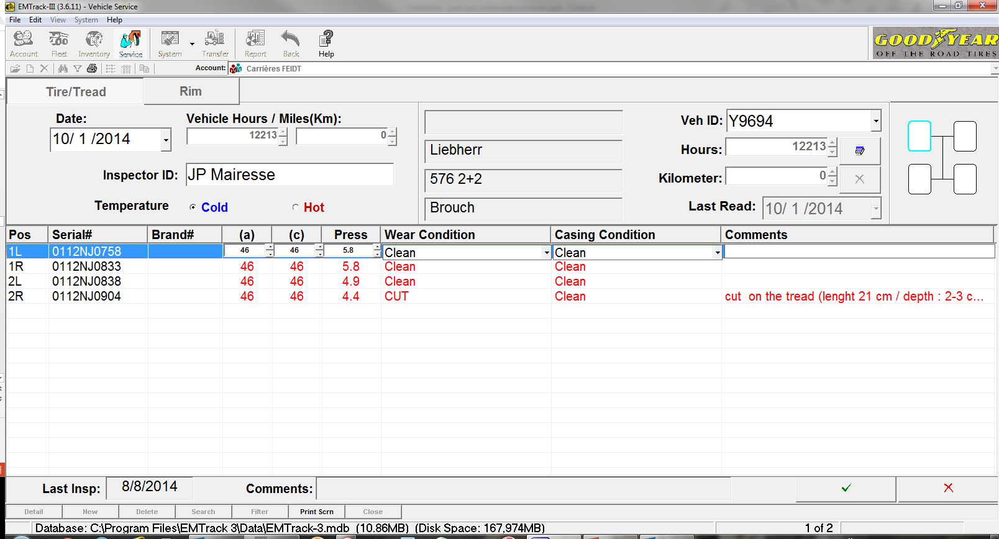 EMTrack-III (3.6.11) - Vehicle Service
File Edit View System Help
Account Fleet Inventory Service System Transfer Report Back Help
GOODYEAR
OFF THE ROAD TIRES
Account: Carrières FEIDT
Tire/Tread Rim
Date: Vehicle Hours / Miles(Km): Veh ID: Y9694
10/ 1 /2014 12213 0
Liebherr Hours: 12213
Inspector ID: JP Mairesse 576 2+2 Kilometer: 0
Temperature Cold Hot Brouch Last Read: 10/ 1 /2014
Pos Serial# Brand# (a) (c) Press Wear Condition Casing Condition Comments
1L 0112NJ0758 46 46 5.8 Clean Clean
1R 0112NJ0833 46 46 5.8 Clean Clean
2L 0112NJ0838 46 46 4.9 Clean Clean
2R 0112NJ0904 46 46 4.4 CUT Clean cut on the tread (lenght 21 cm / depth : 2-3 c...
Last Insp: 8/8/2014 Comments:
Detail New Delete Search Filter Print Scrn Close
Database: C:\Program Files\EMTrack 3\Data\EMTrack-3.mdb (10.86MB) (Disk Space: 167,974MB) 1 of 2